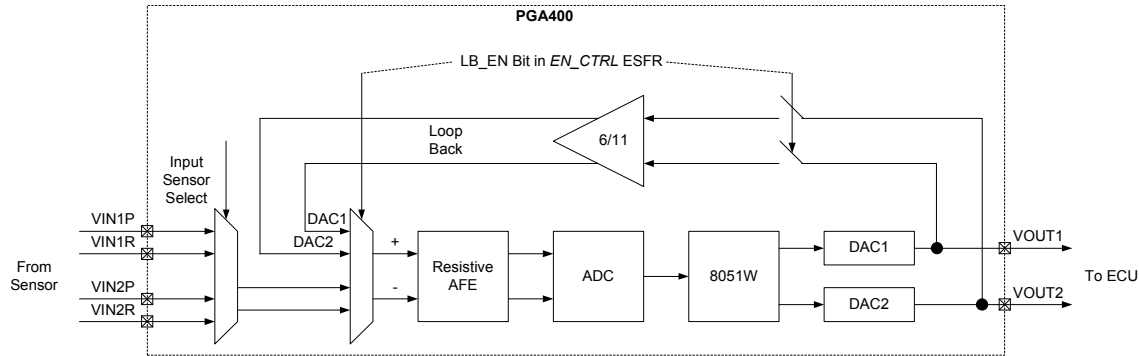 PGA400
LB_EN Bit in EN_CTRL ESFR
6/11
Loop
Back
Input
Sensor
Select
VIN1P
VIN1R
VIN2P
VIN2R
From
Sensor
DAC1
DAC2
+
-
Resistive
AFE
ADC
8051W
DAC1
DAC2
VOUT1
VOUT2
To ECU